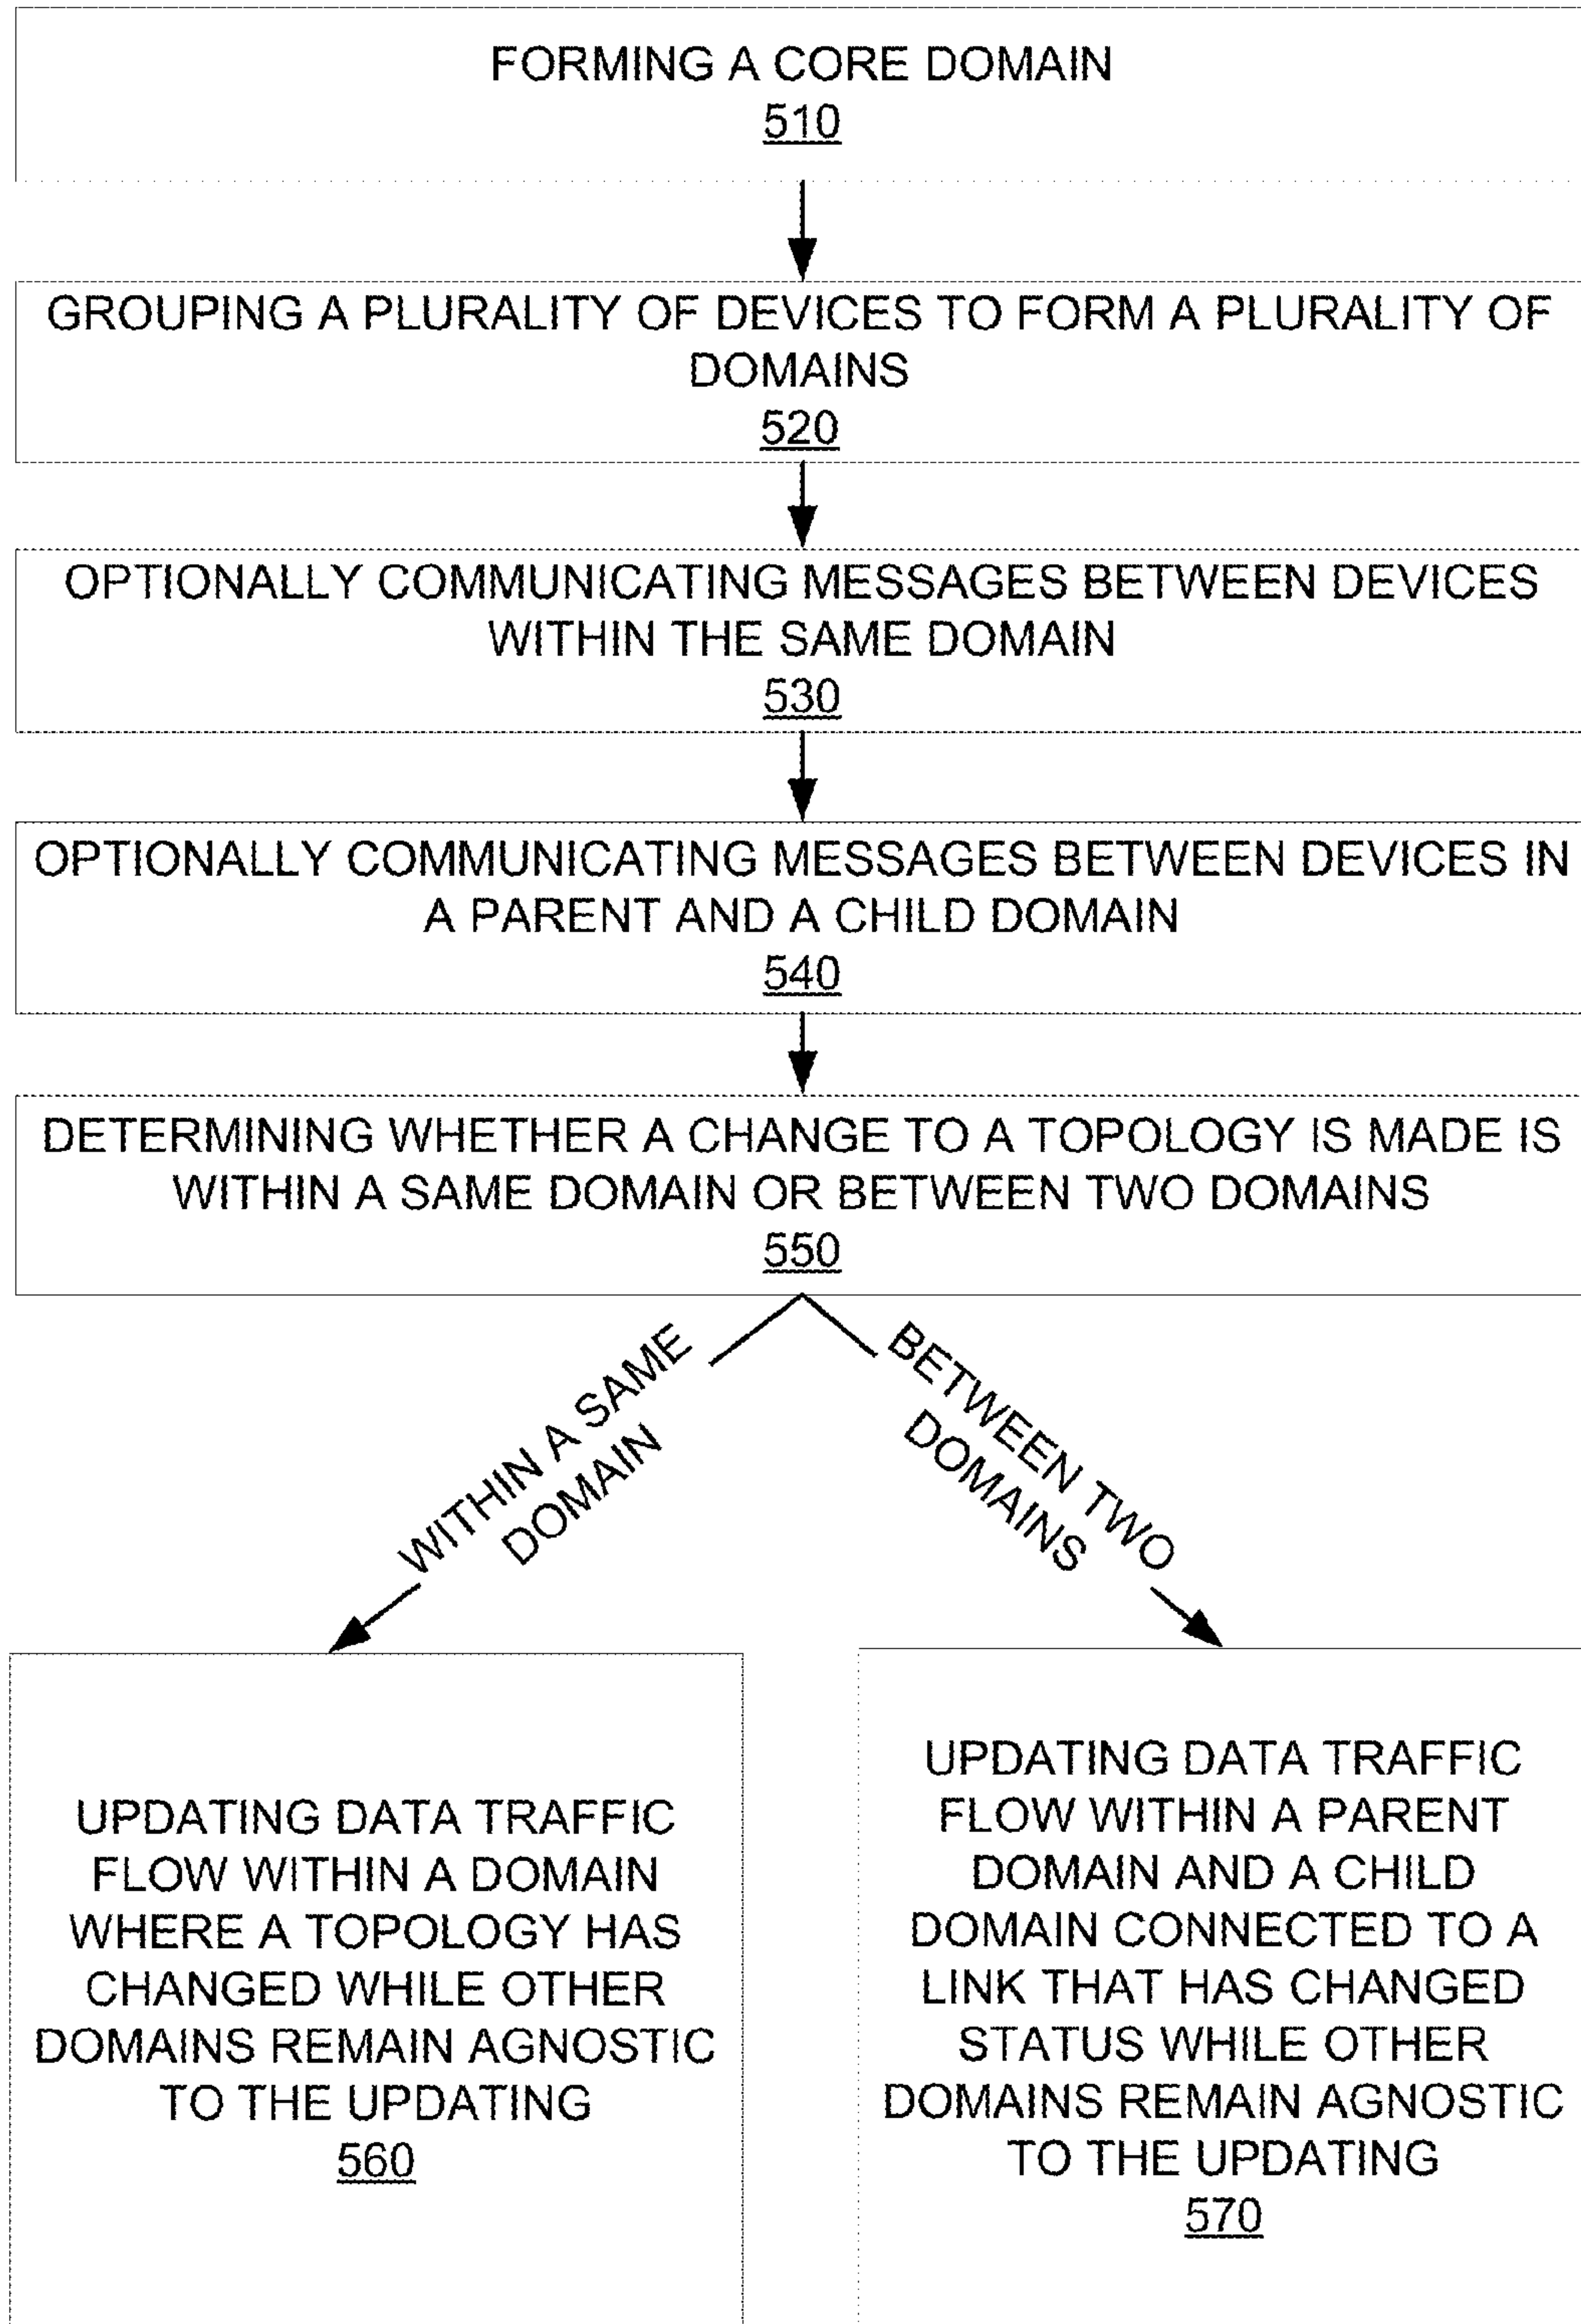 FORMING A CORE DOMAIN
510
GROUPING A PLURALITY OF DEVICES TO FORM A PLURALITY OF
DOMAINS
520
OPTIONALLY COMMUNICATING MESSAGES BETWEEN DEVICES
WITHIN THE SAME DOMAIN
530
OPTIONALLY COMMUNICATING MESSAGES BETWEEN DEVICES IN
A PARENT AND A CHILD DOMAIN
540
DETERMINING WHETHER A CHANGE TO A TOPOLOGY IS MADE IS
WITHIN A SAME DOMAIN OR BETWEEN TWO DOMAINS
550
WITHIN A SAME
DOMAIN
BETWEEN TWO
DOMAINS
UPDATING DATA TRAFFIC
FLOW WITHIN A DOMAIN
WHERE A TOPOLOGY HAS
CHANGED WHILE OTHER
DOMAINS REMAIN AGNOSTIC
TO THE UPDATING
560
UPDATING DATA TRAFFIC
FLOW WITHIN A PARENT
DOMAIN AND A CHILD
DOMAIN CONNECTED TO A
LINK THAT HAS CHANGED
STATUS WHILE OTHER
DOMAINS REMAIN AGNOSTIC
TO THE UPDATING
570